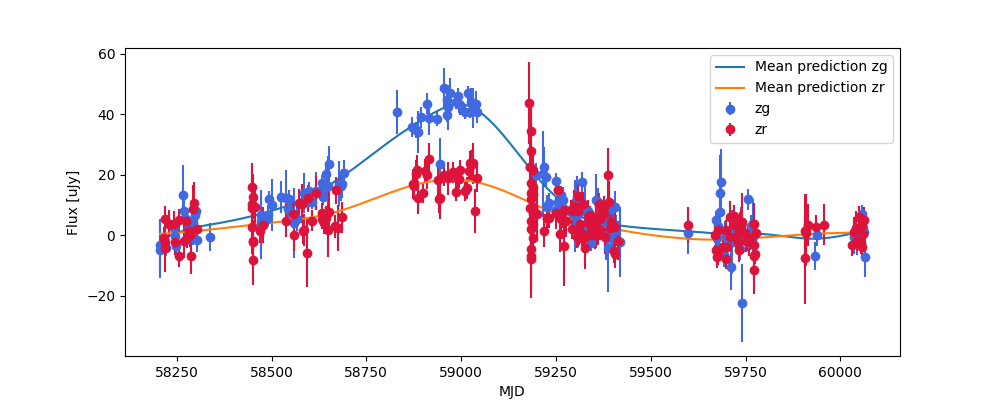 60
40
20
0
−20
Flux [uJy]
Mean prediction zg
Mean prediction zr
zg
zr
58250 58500 58750 59000 59250 59500 59750 60000
MJD